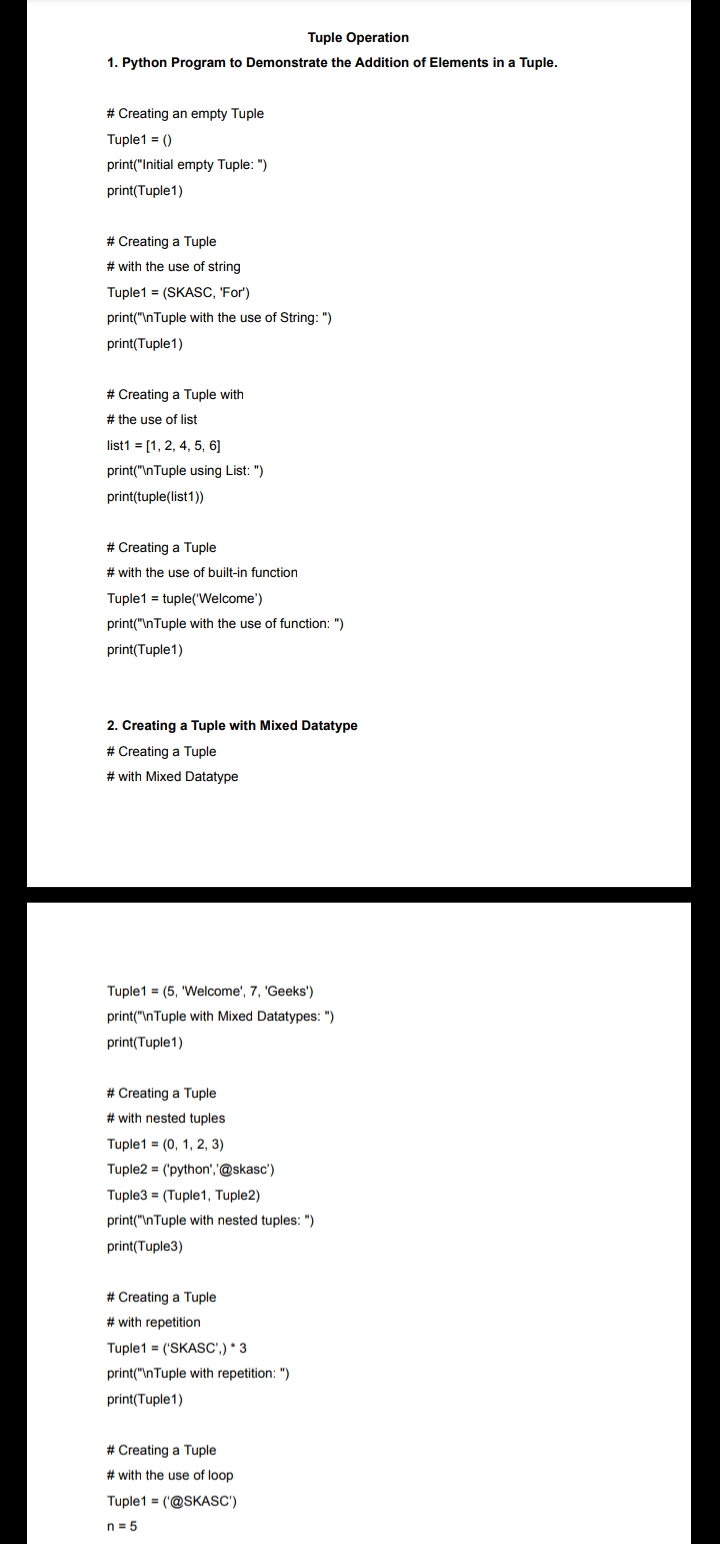 Tuple Operation
1. Python Program to Demonstrate the Addition of Elements in a Tuple.
# Creating an empty Tuple
Tuple1 = ()
print("Initial empty Tuple: ")
print(Tuple1)
# Creating a Tuple
# with the use of string
Tuple1 = (SKASC, 'For')
print("\nTuple with the use of String: ")
print(Tuple1)
# Creating a Tuple with
# the use of list
list1 = [1, 2, 4, 5, 6]
print("\nTuple using List: ")
print(tuple(list1))
# Creating a Tuple
# with the use of built-in function
Tuple1 = tuple(‘Welcome’)
print("\nTuple with the use of function: ")
print(Tuple1)
2. Creating a Tuple with Mixed Datatype
# Creating a Tuple
# with Mixed Datatype
Tuple1 = (5, 'Welcome', 7, 'Geeks')
print("\nTuple with Mixed Datatypes: ")
print(Tuple1)
# Creating a Tuple
# with nested tuples
Tuple1 = (0, 1, 2, 3)
Tuple2 = ('python','@skasc')
Tuple3 = (Tuple1, Tuple2)
print("\nTuple with nested tuples: ")
print(Tuple3)
# Creating a Tuple
# with repetition
Tuple1 = (‘SKASC’,) * 3
print("\nTuple with repetition: ")
print(Tuple1)
# Creating a Tuple
# with the use of loop
Tuple1 = (‘@SKASC')
n = 5